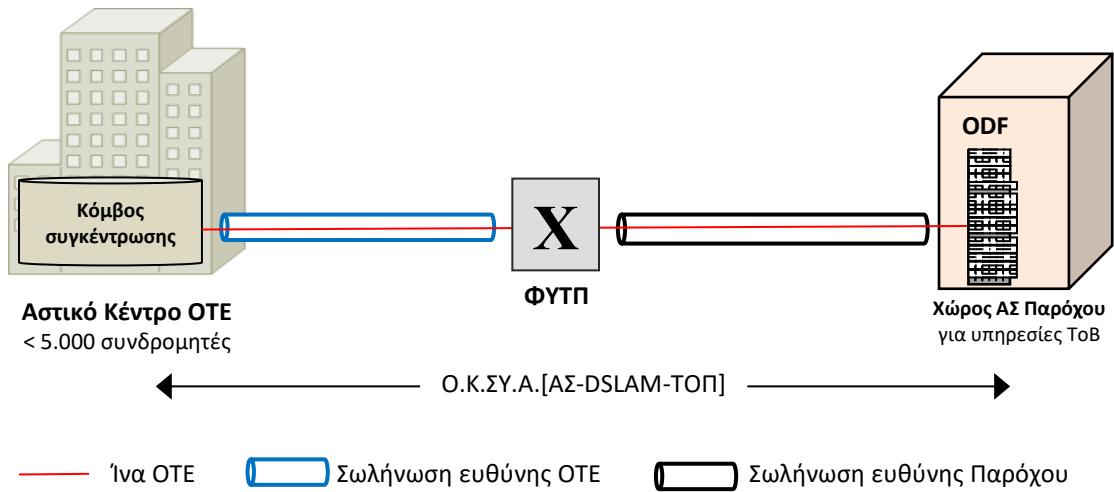 ODF
Κόμβος
συγκέντρωσης
X
ΦΥΤΠ
Αστικό Κέντρο ΟΤΕ
< 5.000 συνδρομητές
Χώρος ΑΣ Παρόχου
για υπηρεσίες ΤοΒ
Ο.Κ.ΣΥ.Α.[ΑΣ-DSLAM-ΤΟΠ]
Ίνα ΟΤΕ
Σωλήνωση ευθύνης ΟΤΕ
Σωλήνωση ευθύνης Παρόχου